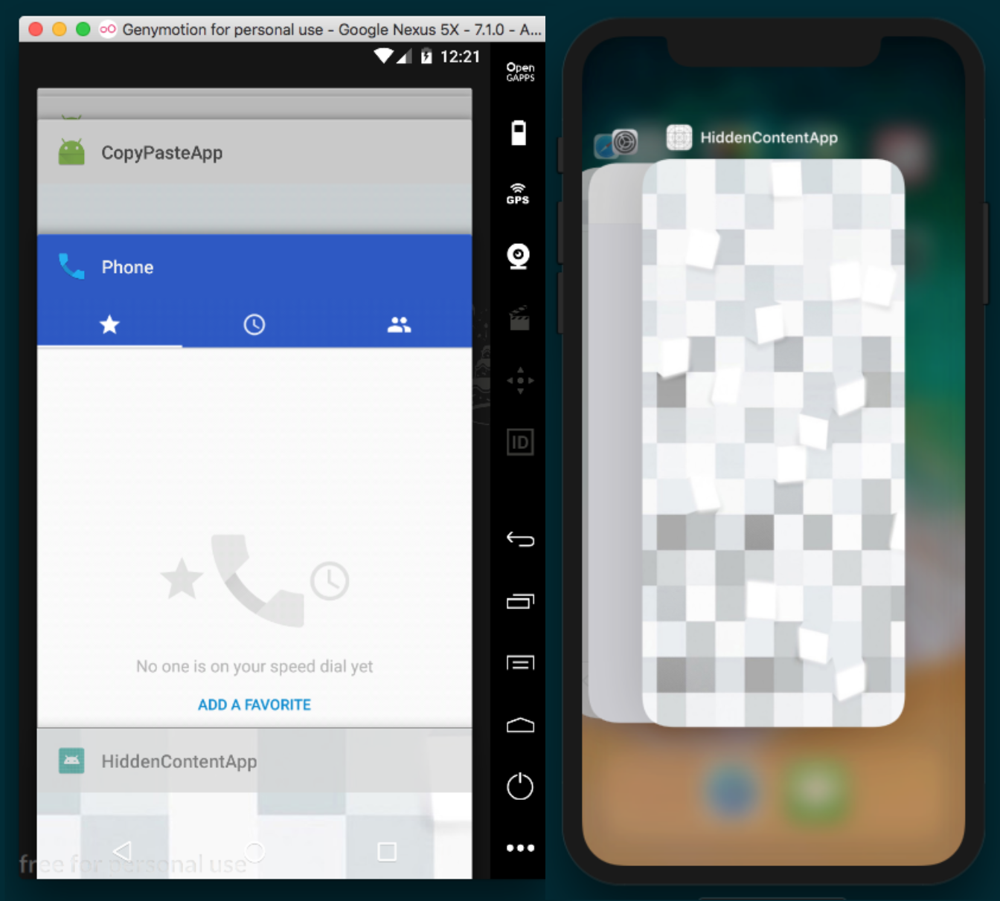 Genymotion for personal use - Google Nexus 5X - 7.1.0 - A...
12:21
Open
GAPPS
CopyPasteApp
GPS
Phone
ID
No one is on your speed dial yet
ADD A FAVORITE
HiddenContentApp
free for personal use
HiddenContentApp